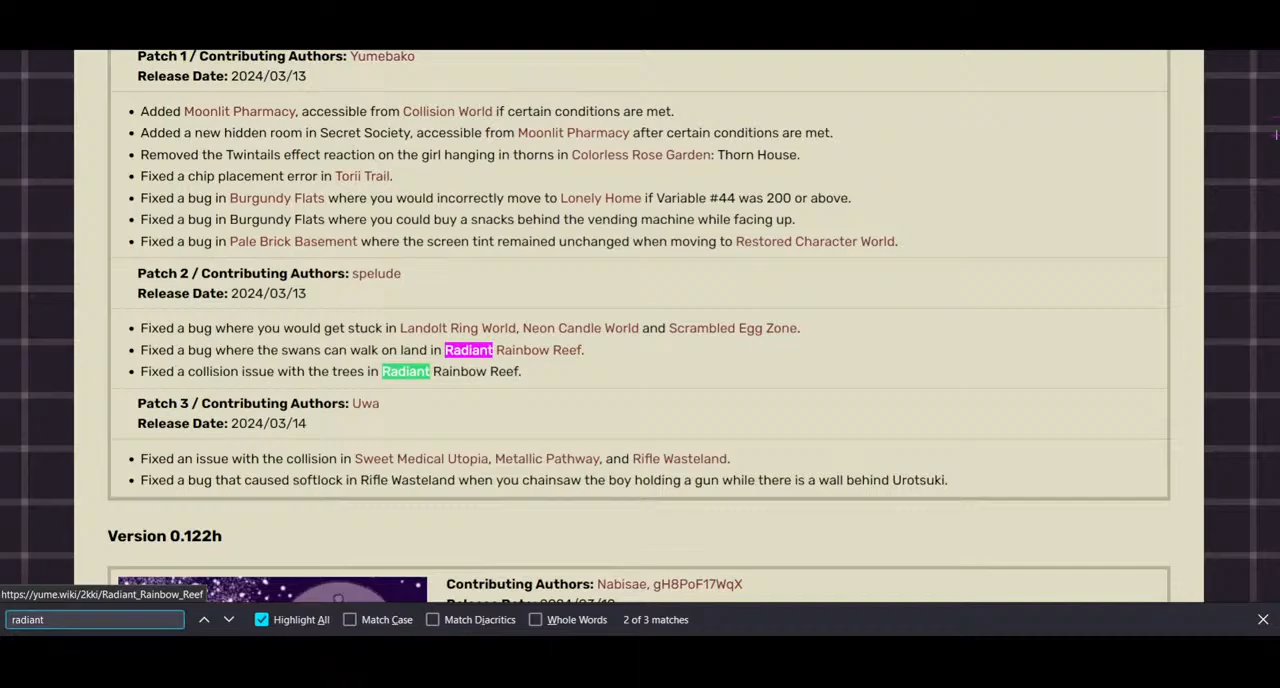 Patch 1 / Contributing Authors: Yumebako
Release Date: 2024/03/13
Added Moonlit Pharmacy, accessible from Collision World if certain conditions are met.
Added a new hidden room in Secret Society, accessible from Moonlit Pharmacy after certain conditions are met.
Removed the Twintails effect reaction on the girl hanging in thorns in Colorless Rose Garden: Thorn House.
Fixed a chip placement error in Torii Trail.
Fixed a bug in Burgundy Flats where you would incorrectly move to Lonely Home if Variable #44 was 200 or above.
Fixed a bug in Burgundy Flats where you could buy a snacks behind the vending machine while facing up.
Fixed a bug in Pale Brick Basement where the screen tint remained unchanged when moving to Restored Character World.
Patch 2 / Contributing Authors: spelude
Release Date: 2024/03/13
Fixed a bug where you would get stuck in Landolt Ring World, Neon Candle World and Scrambled Egg Zone.
Fixed a bug where the swans can walk on land in Radiant Rainbow Reef.
Fixed a collision issue with the trees in Radiant Rainbow Reef.
Patch 3 / Contributing Authors: Uwa
Release Date: 2024/03/14
Fixed an issue with the collision in Sweet Medical Utopia, Metallic Pathway, and Rifle Wasteland.
Fixed a bug that caused softlock in Rifle Wasteland when you chainsaw the boy holding a gun while there is a wall behind Urotsuki.
Version 0.122h
Contributing Authors: Nabisae, gH8PoF17WqX
https://yume.wiki/2kki/Radiant_Rainbow_Reef
radiant Highlight All Match Case Match Diacritics Whole Words 2 of 3 matches